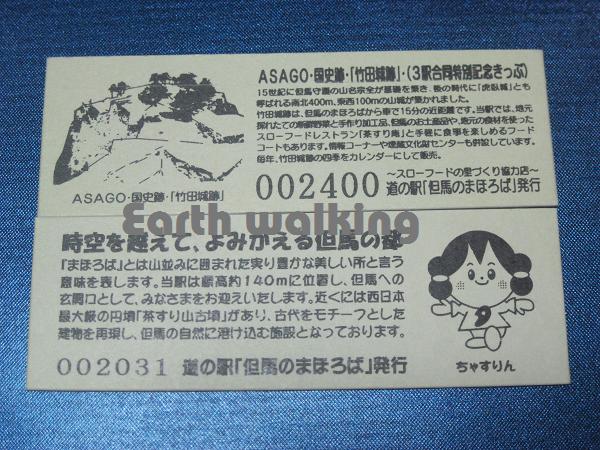 ASAGO・国史跡・「竹田城跡」・(3駅合同特別記念きっぷ)
15世紀に但馬守護の山名宗全が基礎を築き、後の時代に「虎臥城」とも
呼ばれる南北400m、東西100mの山城が築かれました。
竹田城跡は、但馬のまほろばから車で15分の近距離です。当駅では、地元
採れたての新鮮野菜と手作り加工品、但馬のお土産品や、地元の食材を使った
スローフードレストラン「茶すり庵」と手軽に食事を楽しめるフード
コートもあります。情報コーナーや埋蔵文化財センターも併設しています。
毎年、竹田城跡の四季をカレンダーにして販売。
ASAGO・国史跡・「竹田城跡」
002400
～スローフードの里づくり協力店～
道の駅「但馬のまほろば」発行
Earth walking
時空を越えて、よみがえる但馬の都
『まほろば』とは山並みに囲まれた実り豊かな美しい所と言う
意味を表します。当駅は標高約140mに位置し、但馬への
玄関口として、みなさまをお迎えいたします。近くには西日本
最大級の円墳「茶すり山古墳」があり、古代をモチーフとした
建物を再現し、但馬の自然に溶け込む施設となっております。
002031
道の駅「但馬のまほろば」発行
ちゃすりん